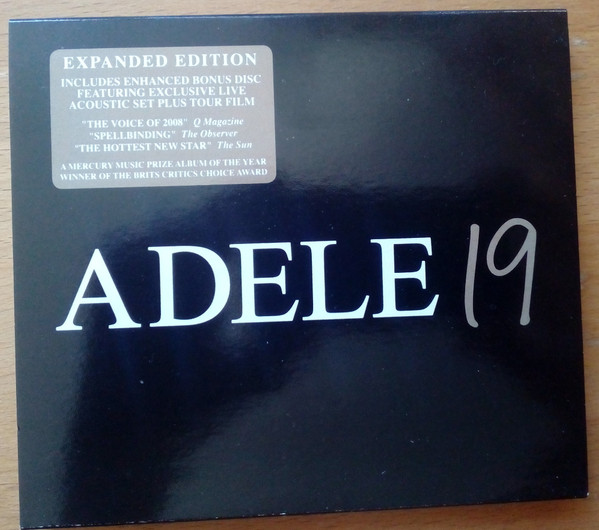 EXPANDED EDITION
INCLUDES ENHANCED BONUS DISC
FEATURING EXCLUSIVE LIVE
ACOUSTIC SET PLUS TOUR FILM
"THE VOICE OF 2008" Q Magazine
"SPELLBINDING" The Observer
"THE HOTTEST NEW STAR" The Sun
A MERCURY MUSIC PRIZE ALBUM OF THE YEAR
WINNER OF THE BRITS CRITICS CHOICE AWARD
ADELE 19